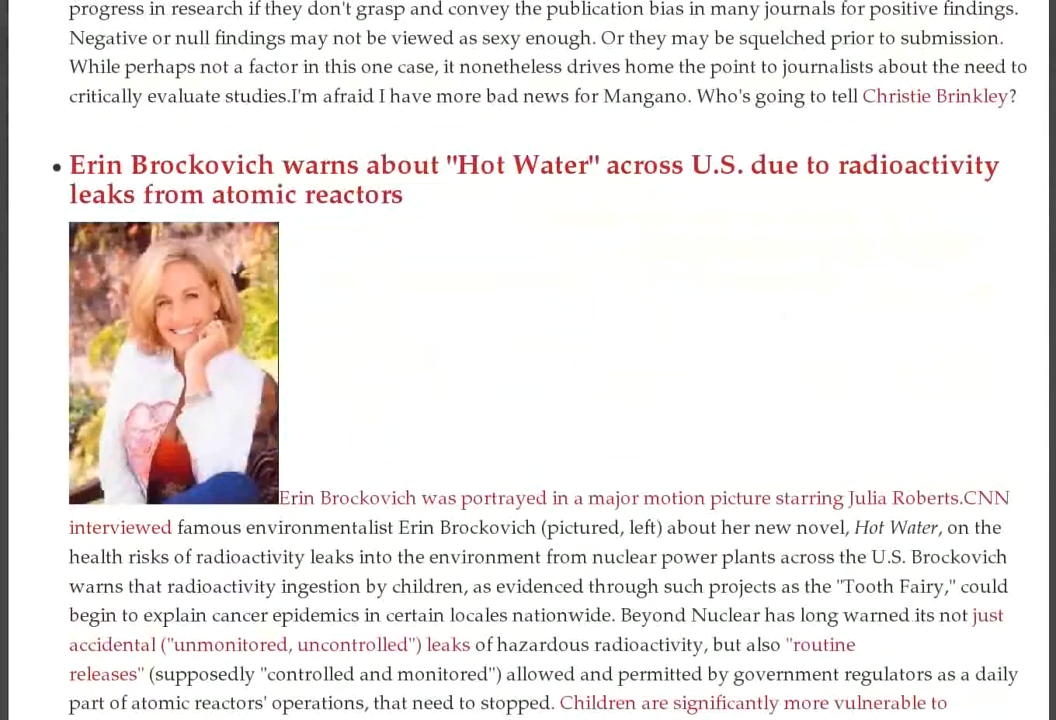 progress in research if they don't grasp and convey the publication bias in many journals for positive findings.
Negative or null findings may not be viewed as sexy enough. Or they may be squelched prior to submission.
While perhaps not a factor in this one case, it nonetheless drives home the point to journalists about the need to
critically evaluate studies.I'm afraid I have more bad news for Mangano. Who's going to tell Christie Brinkley?
• Erin Brockovich warns about "Hot Water" across U.S. due to radioactivity
leaks from atomic reactors
Erin Brockovich was portrayed in a major motion picture starring Julia Roberts.CNN
interviewed famous environmentalist Erin Brockovich (pictured, left) about her new novel, Hot Water, on the
health risks of radioactivity leaks into the environment from nuclear power plants across the U.S. Brockovich
warns that radioactivity ingestion by children, as evidenced through such projects as the "Tooth Fairy," could
begin to explain cancer epidemics in certain locales nationwide. Beyond Nuclear has long warned its not just
accidental ("unmonitored, uncontrolled") leaks of hazardous radioactivity, but also "routine
releases" (supposedly "controlled and monitored") allowed and permitted by government regulators as a daily
part of atomic reactors' operations, that need to stopped. Children are significantly more vulnerable to